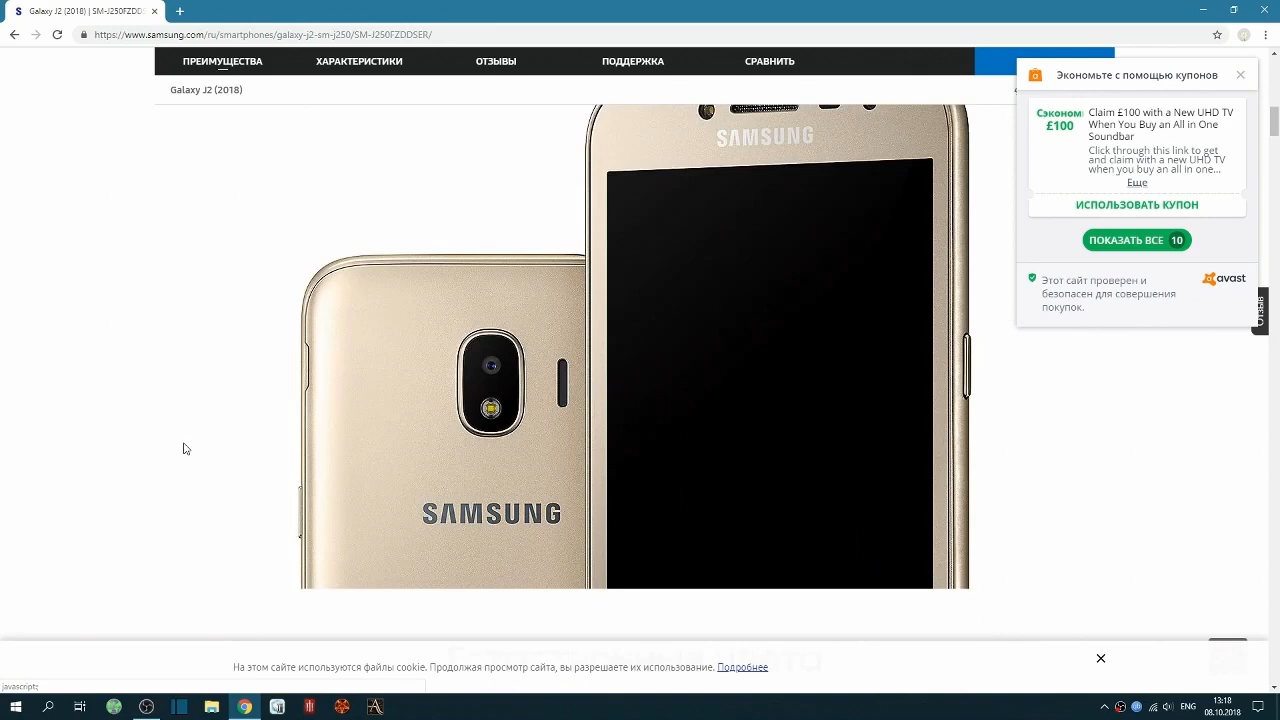 Galaxy J2 (2018) | SM-J250FZDDS
https://www.samsung.com/ru/smartphones/galaxy-j2-sm-j250/SM-J250FZDDSER/
ПРЕИМУЩЕСТВА ХАРАКТЕРИСТИКИ ОТЗЫВЫ ПОДДЕРЖКА СРАВНИТЬ
Galaxy J2 (2018)
Экономьте с помощью купонов
Сэконом
£100
Claim £100 with a New UHD TV
When You Buy an All in One
Soundbar
Click through this link to get
and claim with a new UHD TV
when you buy an all in one...
Еще
ИСПОЛЬЗОВАТЬ КУПОН
ПОКАЗАТЬ ВСЕ 10
Этот сайт проверен и
безопасен для совершения
покупок.
avast
Отзыв
SAMSUNG
SAMSUNG
На этом сайте используются файлы cookie. Продолжая просмотр сайта, вы разрешаете их использование. Подробнее
javascript:
ENG
13:18
08.10.2018